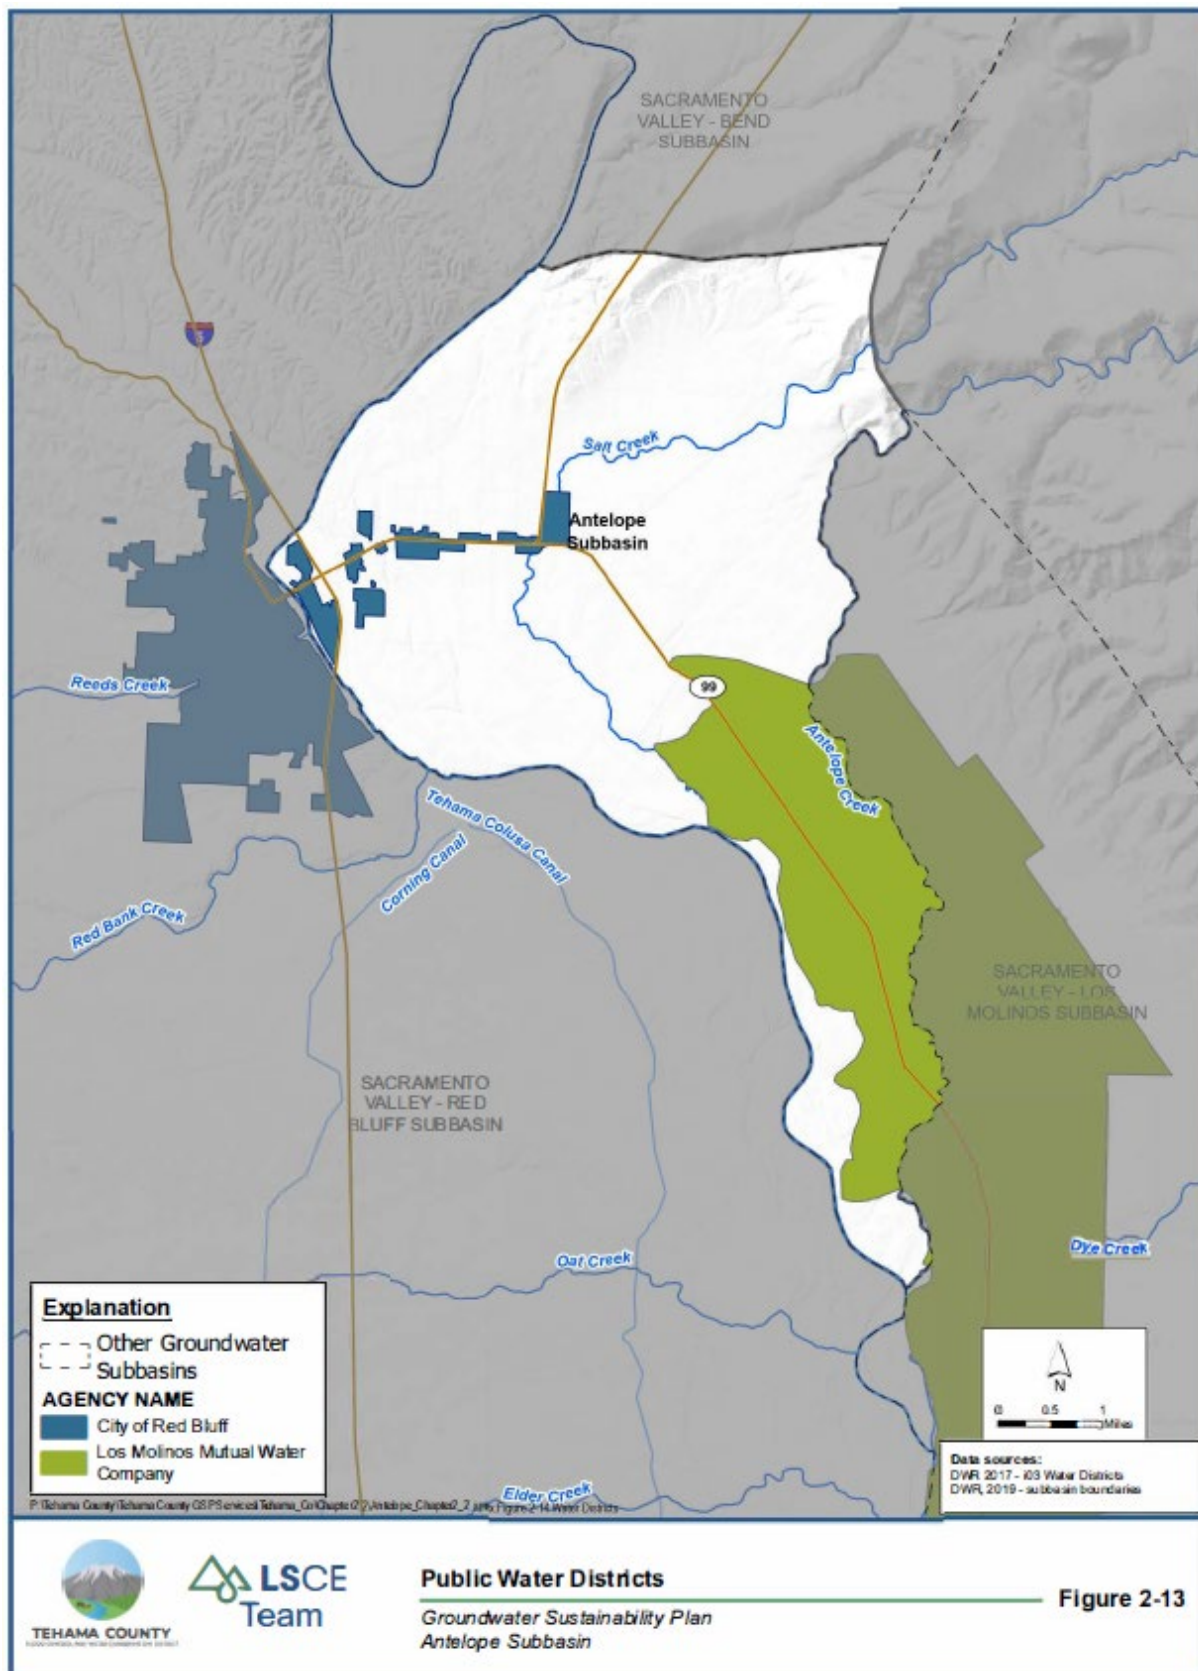 SACRAMENTO
VALLEY - BEND
SUBBASIN
5
Salt Creek
Antelope
Subbasin
Reeds Creek
99
Antelope Creek
Tehama Colusa Canal
Corning Canal
Red Bank Creek
SACRAMENTO
VALLEY - LOS
MOLINOS SUBBASIN
SACRAMENTO
VALLEY - RED
BLUFF SUBBASIN
Dye Creek
Oat Creek
Explanation
Other Groundwater
Subbasins
AGENCY NAME
City of Red Bluff
Los Molinos Mutual Water
Company
N
0 0.5 1
Miles
Data sources:
DWR 2017 - i03 Water Districts
DWR, 2019 - subbasin boundaries
Elder Creek
TEHAMA COUNTY
LSCE
Team
Public Water Districts
Groundwater Sustainability Plan
Antelope Subbasin
Figure 2-13